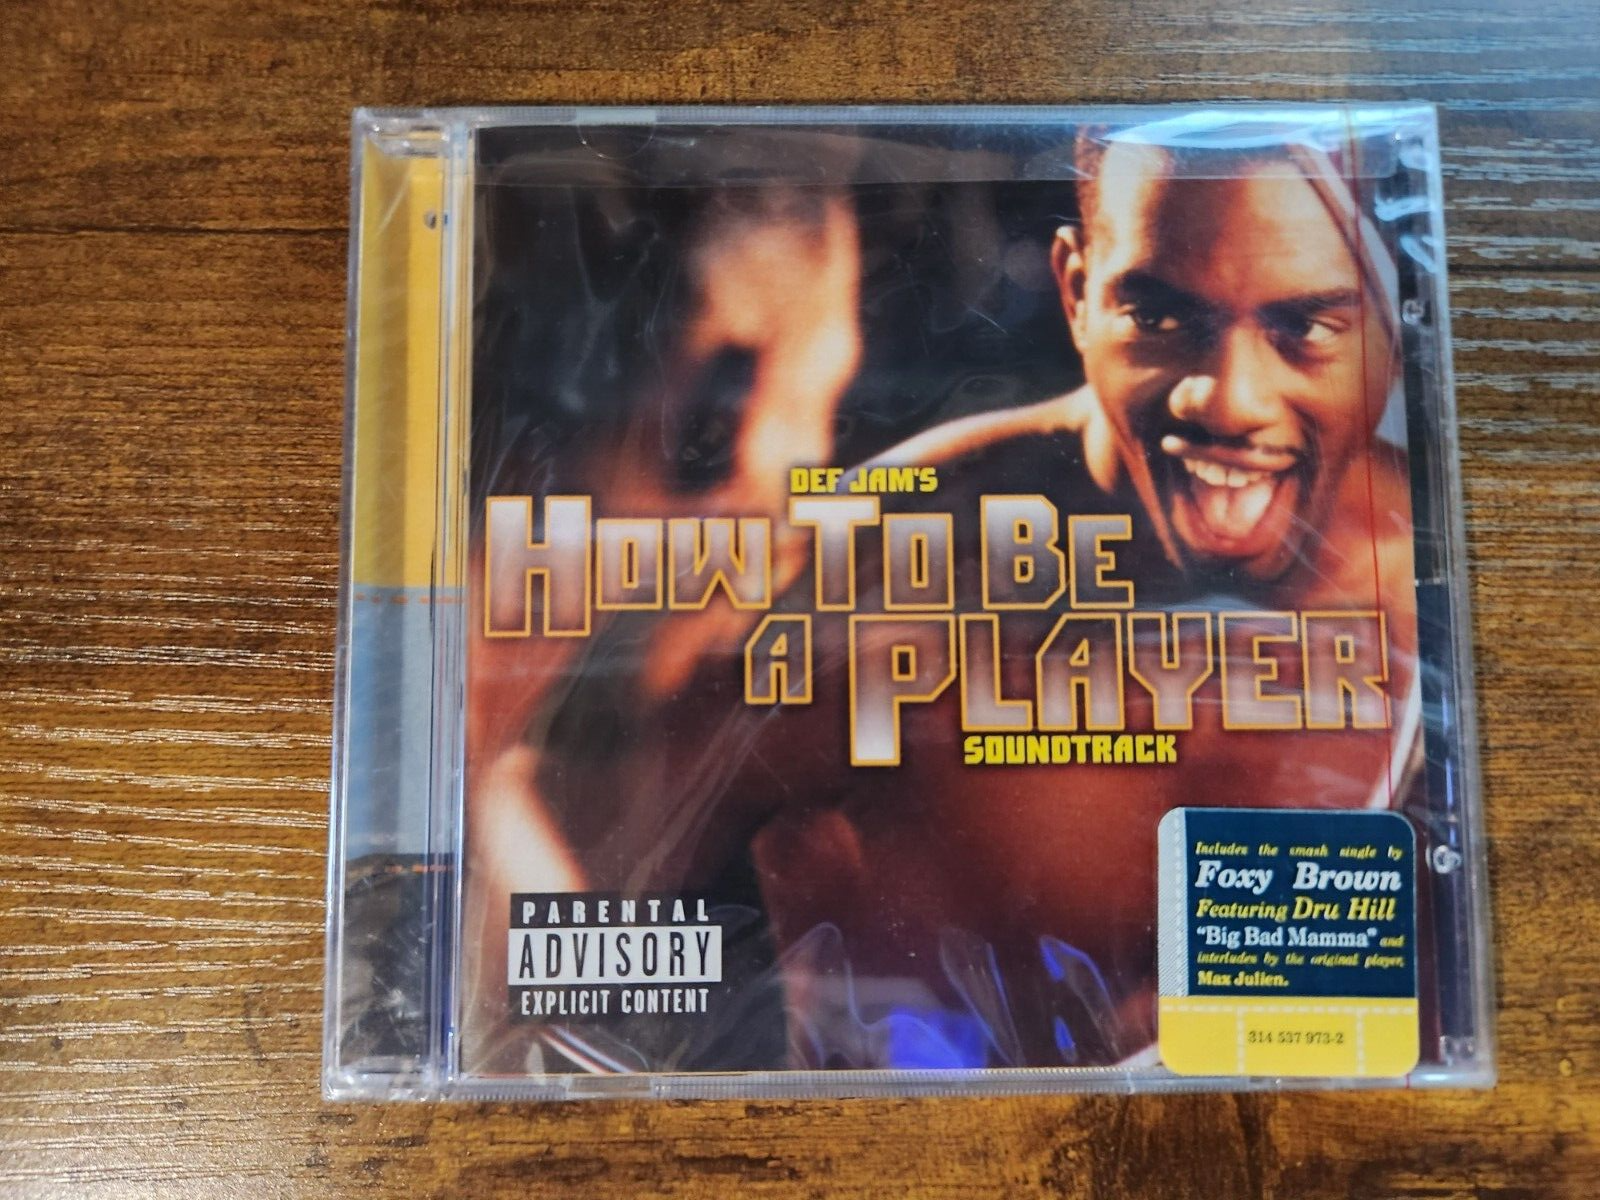 DEF JAM'S
HOW TO BE
A PLAYER
SOUNDTRACK
PARENTAL
ADVISORY
EXPLICIT CONTENT
Includes the smash single by
Foxy Brown
Featuring Dru Hill
"Big Bad Mamma" and
interludes by the original player,
Max Julien.
314 537 973-2